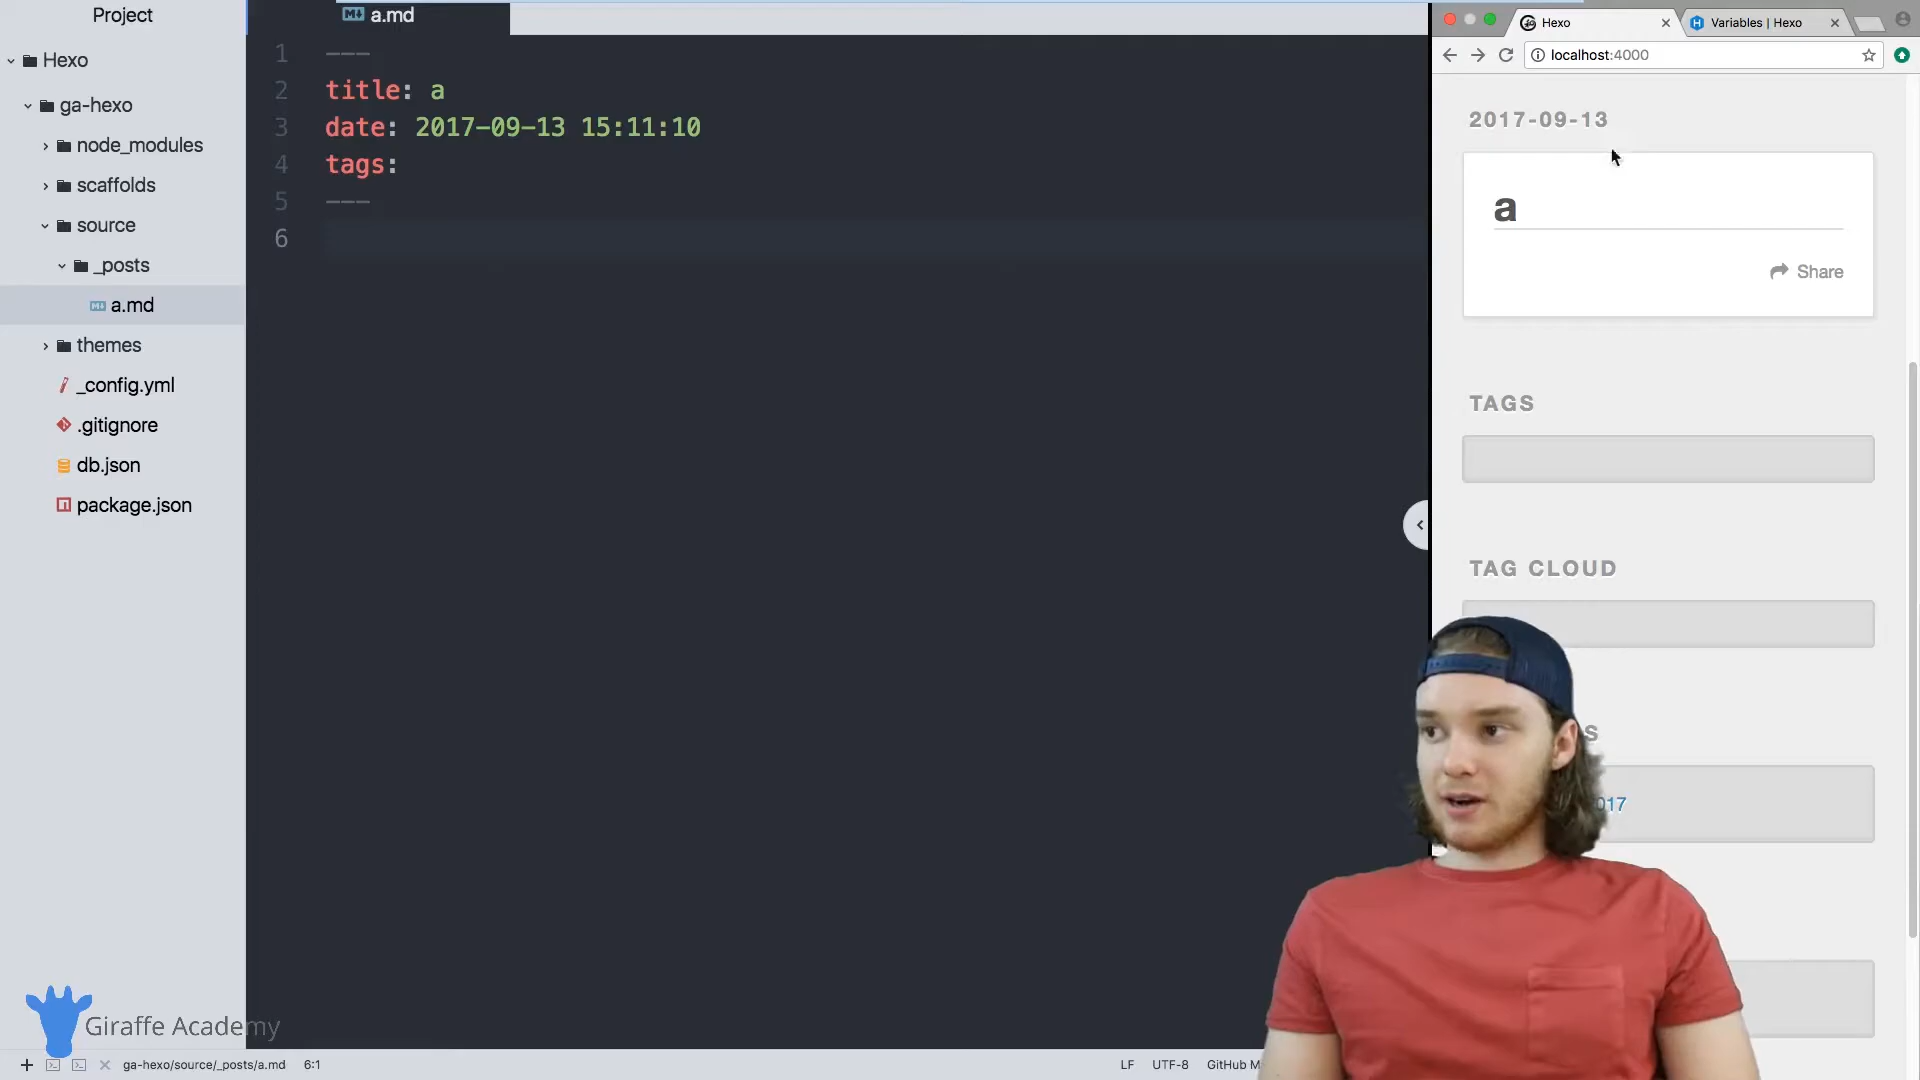 Project
Hexo
ga-hexo
node_modules
scaffolds
source
_posts
a.md
themes
_config.yml
.gitignore
db.json
package.json
Giraffe Academy
a.md
1 ---
2 title: a
3 date: 2017-09-13 15:11:10
4 tags:
5 ---
6
ga-hexo/source/_posts/a.md 6:1
LF UTF-8 GitHub M
Hexo
Variables | Hexo
localhost:4000
2017-09-13
a
Share
TAGS
TAG CLOUD
S
017